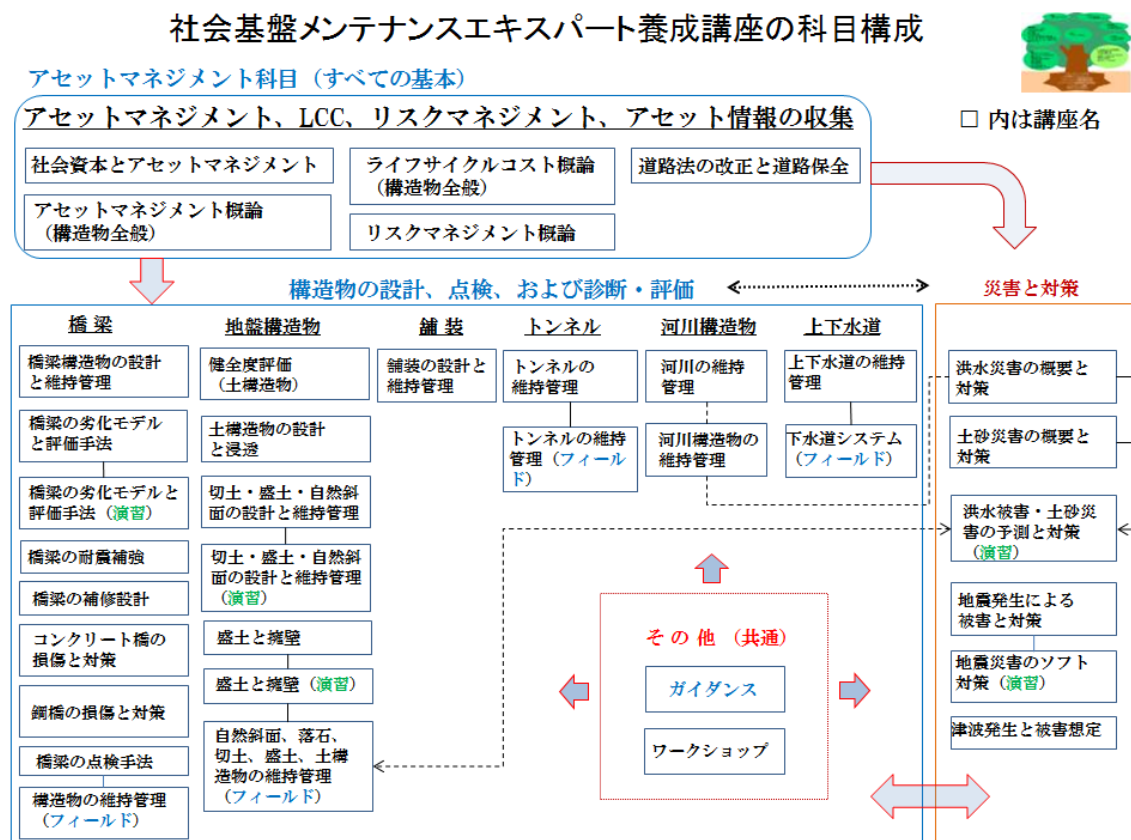 社会基盤メンテナンスエキスパート養成講座の科目構成
アセットマネジメント科目（すべての基本）
アセットマネジメント、LCC、リスクマネジメント、アセット情報の収集
□ 内は講座名
社会資本とアセットマネジメント
ライフサイクルコスト概論
（構造物全般）
道路法の改正と道路保全
アセットマネジメント概論
（構造物全般）
リスクマネジメント概論
構造物の設計、点検、および診断・評価
災害と対策
橋 梁
橋梁構造物の設計
と維持管理
橋梁の劣化モデル
と評価手法
橋梁の劣化モデルと
評価手法（演習）
橋梁の耐震補強
橋梁の補修設計
コンクリート橋の
損傷と対策
鋼橋の損傷と対策
橋梁の点検手法
構造物の維持管理
（フィールド）
地盤構造物
健全度評価
（土構造物）
土構造物の設計
と浸透
切土・盛土・自然斜
面の設計と維持管理
切土・盛土・自然斜
面の設計と維持管理
（演習）
盛土と擁壁
盛土と擁壁（演習）
自然斜面、落石、
切土、盛土、土構
造物の維持管理
（フィールド）
舗 装
舗装の設計と
維持管理
トンネル
トンネルの
維持管理
トンネルの維持
管理（フィール
ド）
河川構造物
河川の維持
管理
河川構造物の
維持管理
上下水道
上下水道の維持
管理
下水道システム
（フィールド）
そ の 他 （共通）
ガイダンス
ワークショップ
洪水災害の概要と
対策
土砂災害の概要と
対策
洪水被害・土砂災
害の予測と対策
（演習）
地震発生による
被害と対策
地震災害のソフト
対策（演習）
津波発生と被害想定